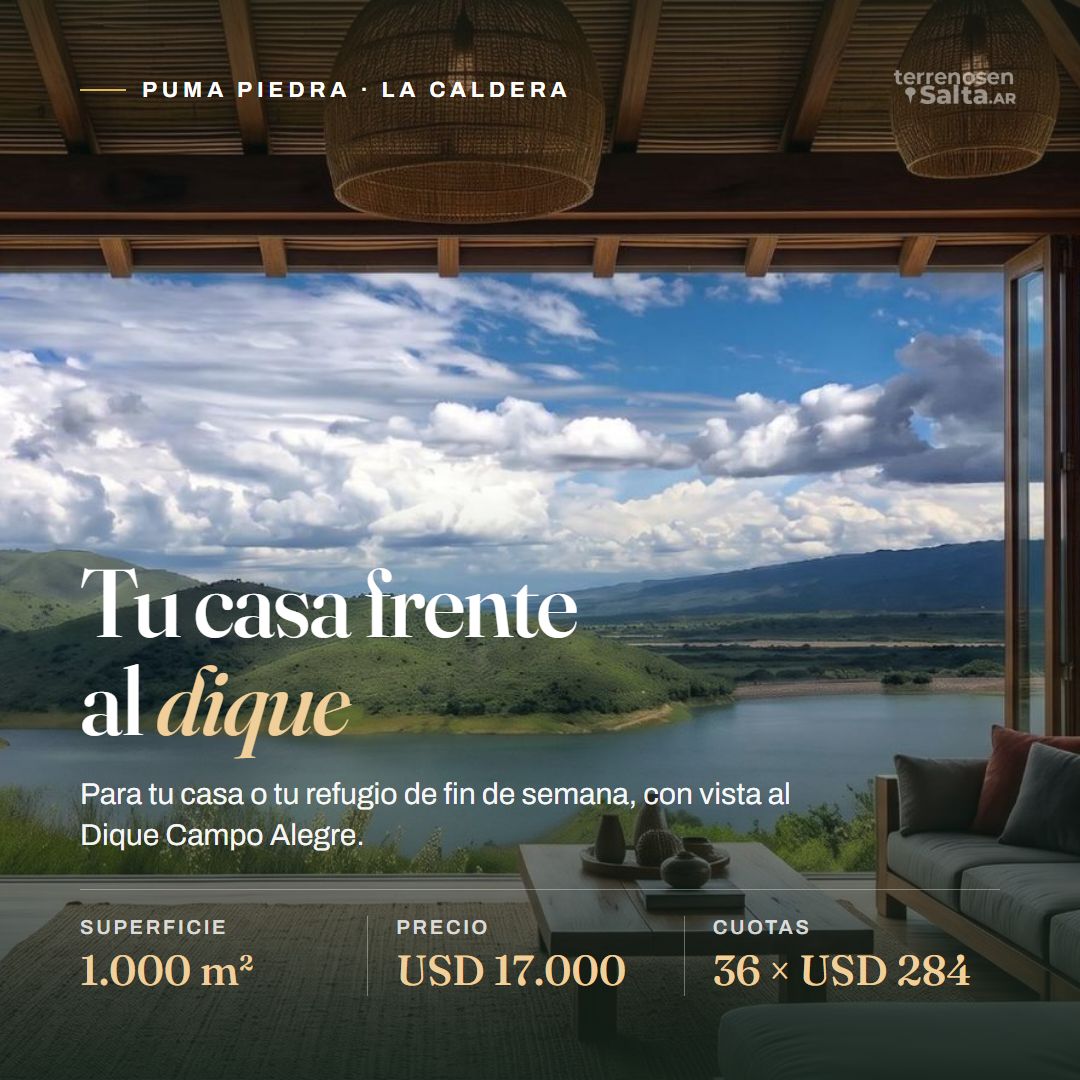 PUMA PIEDRA · LA CALDERA
terrenosen
Salta.AR
Tu casa frente
al dique
Para tu casa o tu refugio de fin de semana, con vista al
Dique Campo Alegre.
SUPERFICIE
1.000 m²
PRECIO
USD 17.000
CUOTAS
36 × USD 284